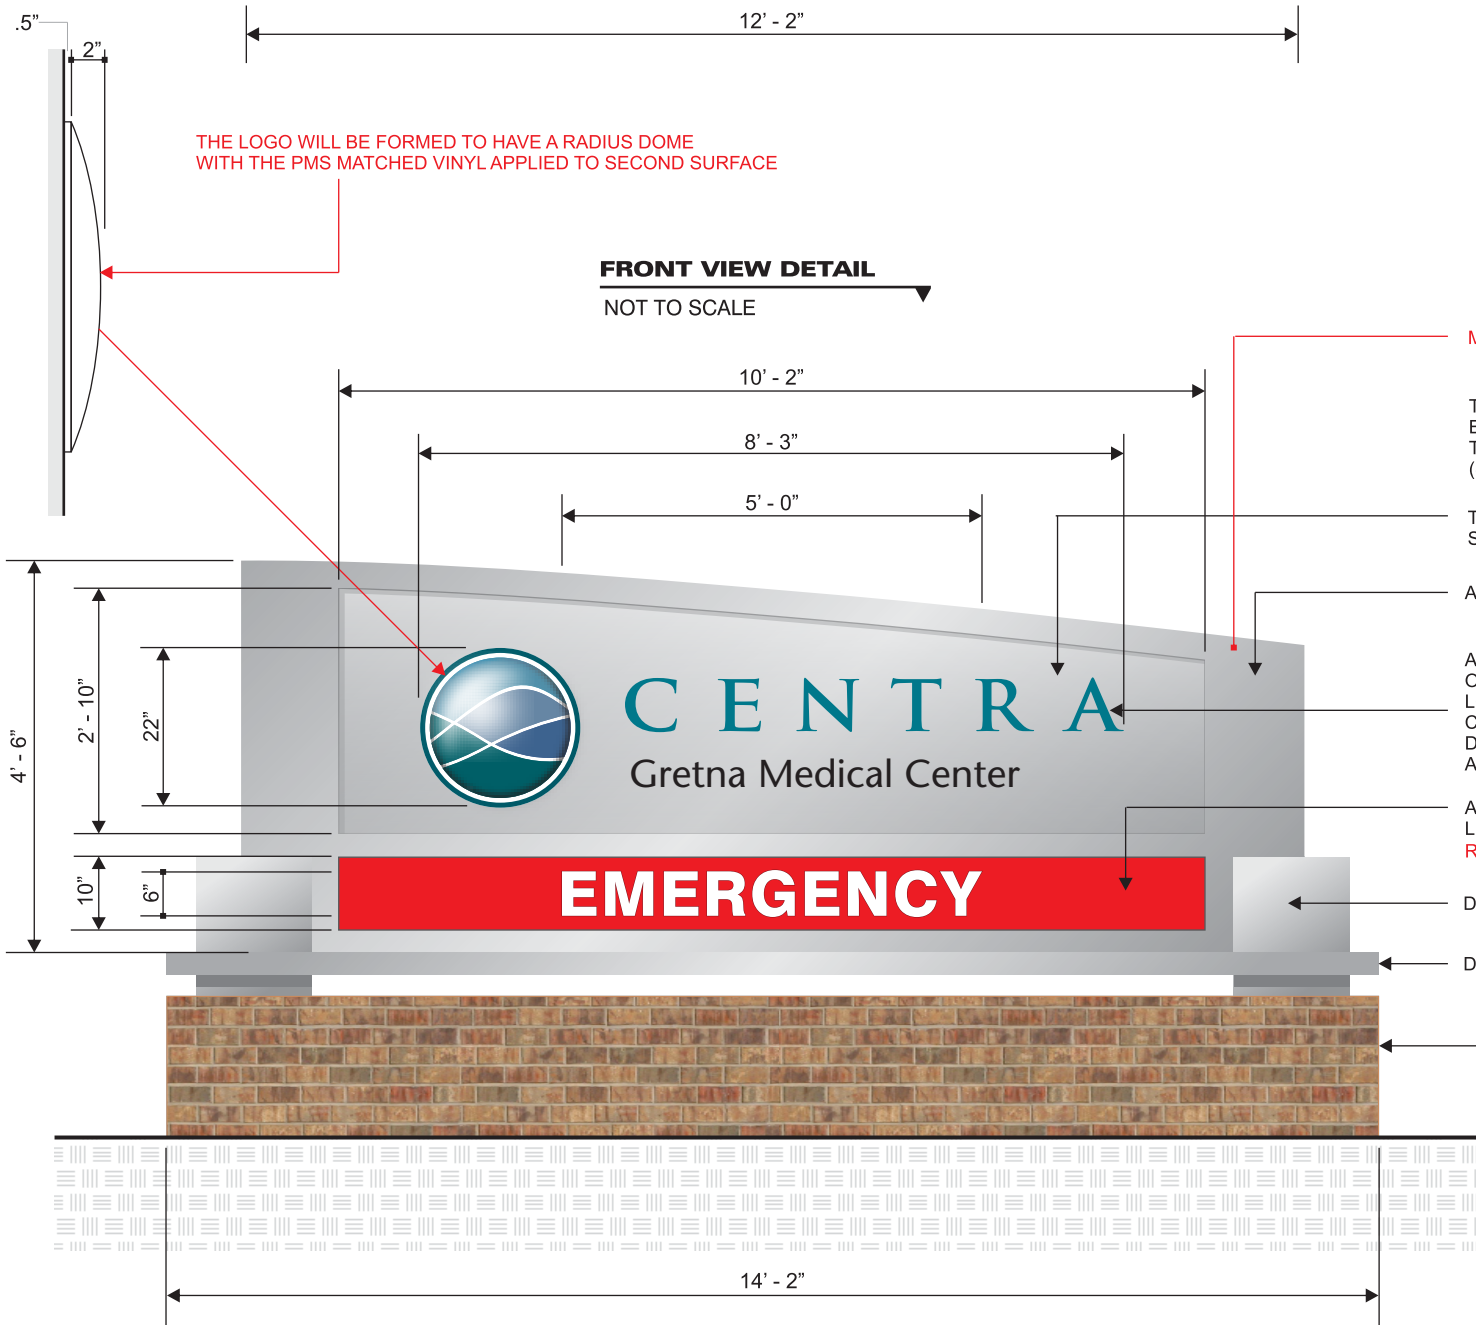 .5”
2”
12’ - 2”
THE LOGO WILL BE FORMED TO HAVE A RADIUS DOME
WITH THE PMS MATCHED VINYL APPLIED TO SECOND SURFACE
FRONT VIEW DETAIL
NOT TO SCALE
10’ - 2”
8’ - 3”
5’ - 0”
4’ - 6”
2’ - 10”
22”
10”
6”
CENTRA
Gretna Medical Center
EMERGENCY
14’ - 2”